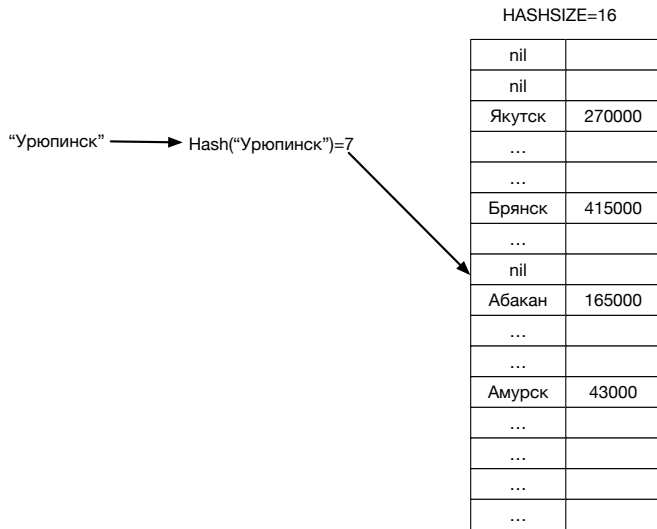 HASHSIZE=16
“Урюпинск”
Hash(“Урюпинск”)=7
nil
nil
Якутск 270000
...
...
Брянск 415000
...
nil
Абакан 165000
...
...
Амурск 43000
...
...
...
...